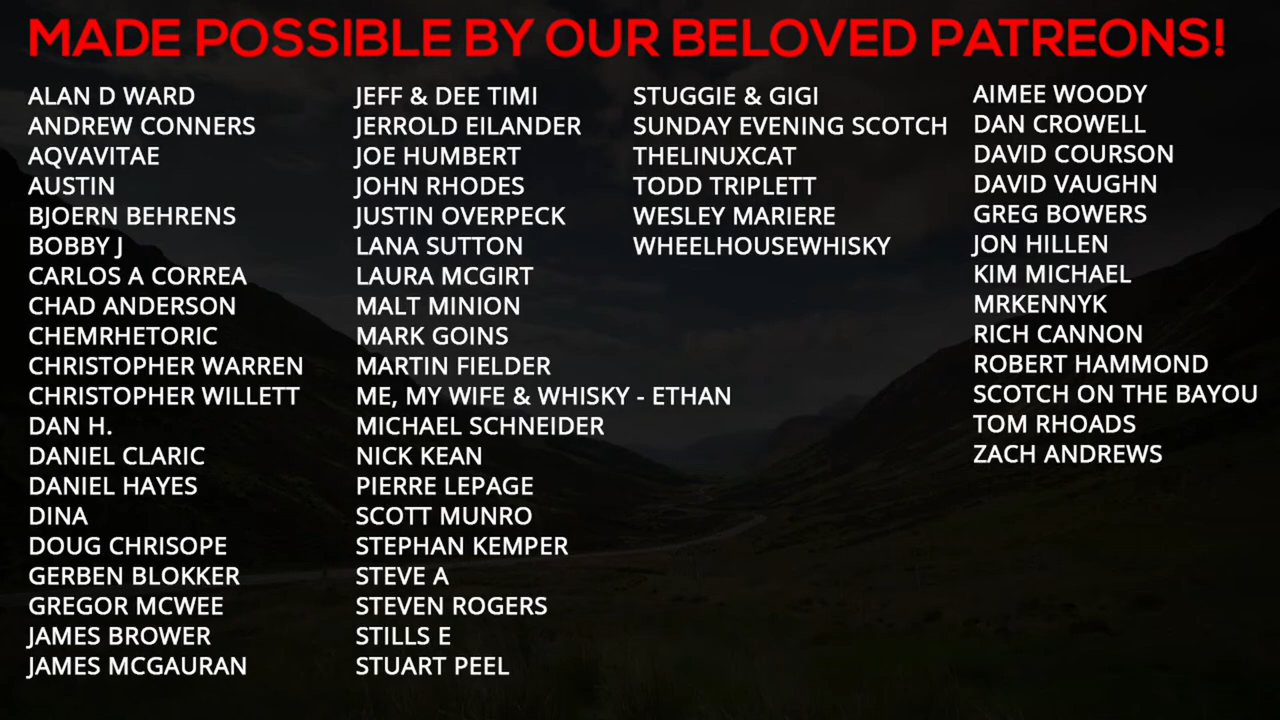 MADE POSSIBLE BY OUR BELOVED PATREONS!
ALAN D WARD
ANDREW CONNERS
AQVAVITAE
AUSTIN
BJOERN BEHRENS
BOBBY J
CARLOS A CORREA
CHAD ANDERSON
CHEMRHETORIC
CHRISTOPHER WARREN
CHRISTOPHER WILLETT
DAN H.
DANIEL CLARIC
DANIEL HAYES
DINA
DOUG CHRISOPE
GERBEN BLOKKER
GREGOR MCWEE
JAMES BROWER
JAMES MCGAURAN
JEFF & DEE TIMI
JERROLD EILANDER
JOE HUMBERT
JOHN RHODES
JUSTIN OVERPECK
LANA SUTTON
LAURA MCGIRT
MALT MINION
MARK GOINS
MARTIN FIELDER
ME, MY WIFE & WHISKY - ETHAN
MICHAEL SCHNEIDER
NICK KEAN
PIERRE LEPAGE
SCOTT MUNRO
STEPHAN KEMPER
STEVE A
STEVEN ROGERS
STILLS E
STUART PEEL
STUGGIE & GIGI
SUNDAY EVENING SCOTCH
THELINUXCAT
TODD TRIPLETT
WESLEY MARIERE
WHEELHOUSEWHISKY
AIMEE WOODY
DAN CROWELL
DAVID COURSON
DAVID VAUGHN
GREG BOWERS
JON HILLEN
KIM MICHAEL
MRKENNYK
RICH CANNON
ROBERT HAMMOND
SCOTCH ON THE BAYOU
TOM RHOADS
ZACH ANDREWS